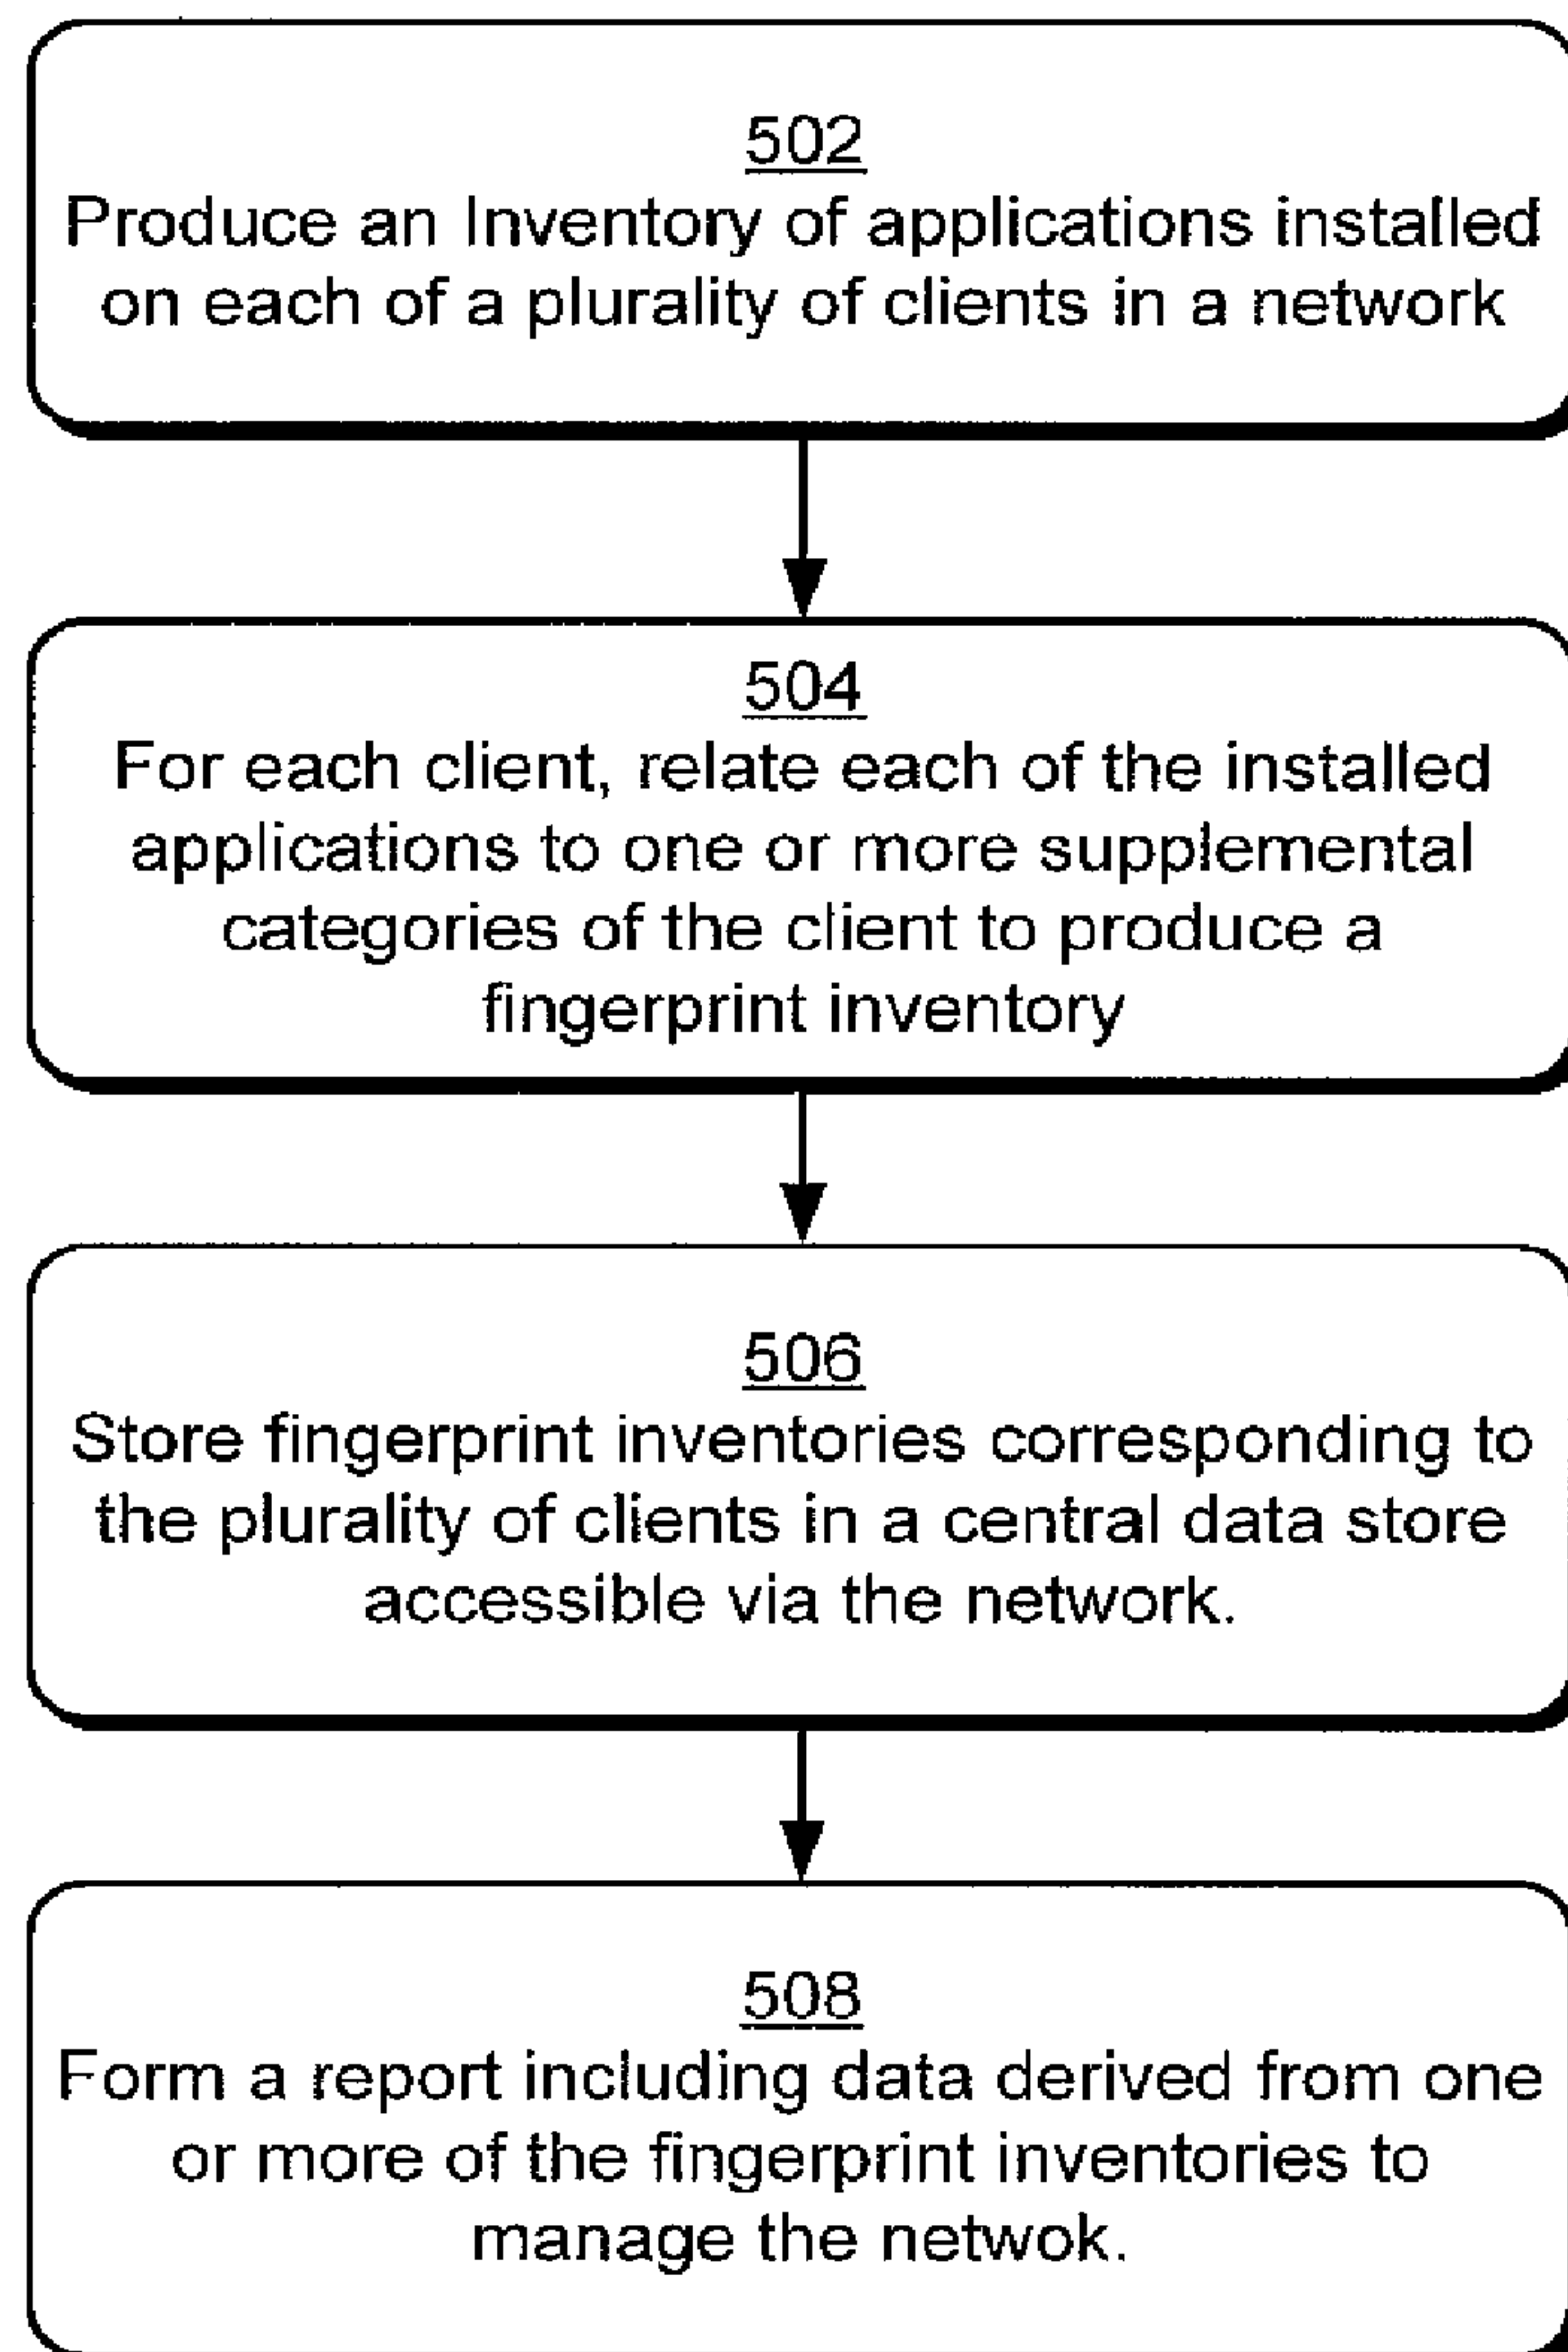 502
Produce an Inventory of applications installed
on each of a plurality of clients in a network
504
For each client, relate each of the installed
applications to one or more supplemental
categories of the client to produce a
fingerprint inventory
506
Store fingerprint inventories corresponding to
the plurality of clients in a central data store
accessible via the network.
508
Form a report including data derived from one
or more of the fingerprint inventories to
manage the netwok.